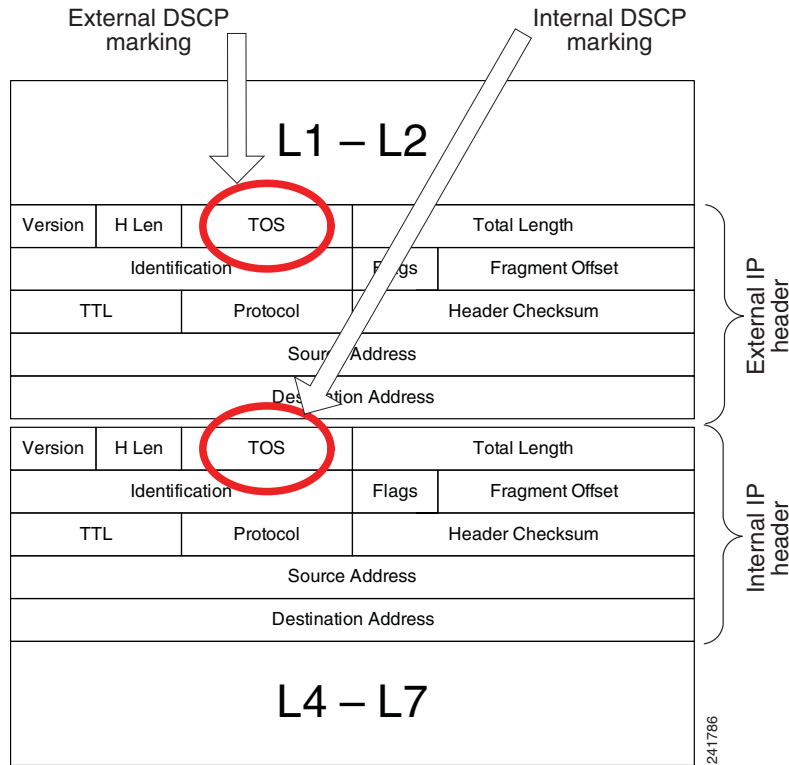 External DSCP
marking
Internal DSCP
marking
L1 – L2
Version H Len TOS Total Length
Identification Flags Fragment Offset
TTL Protocol Header Checksum
Source Address
Destination Address
External IP
header
Version H Len TOS Total Length
Identification Flags Fragment Offset
TTL Protocol Header Checksum
Source Address
Destination Address
Internal IP
header
L4 – L7
241786